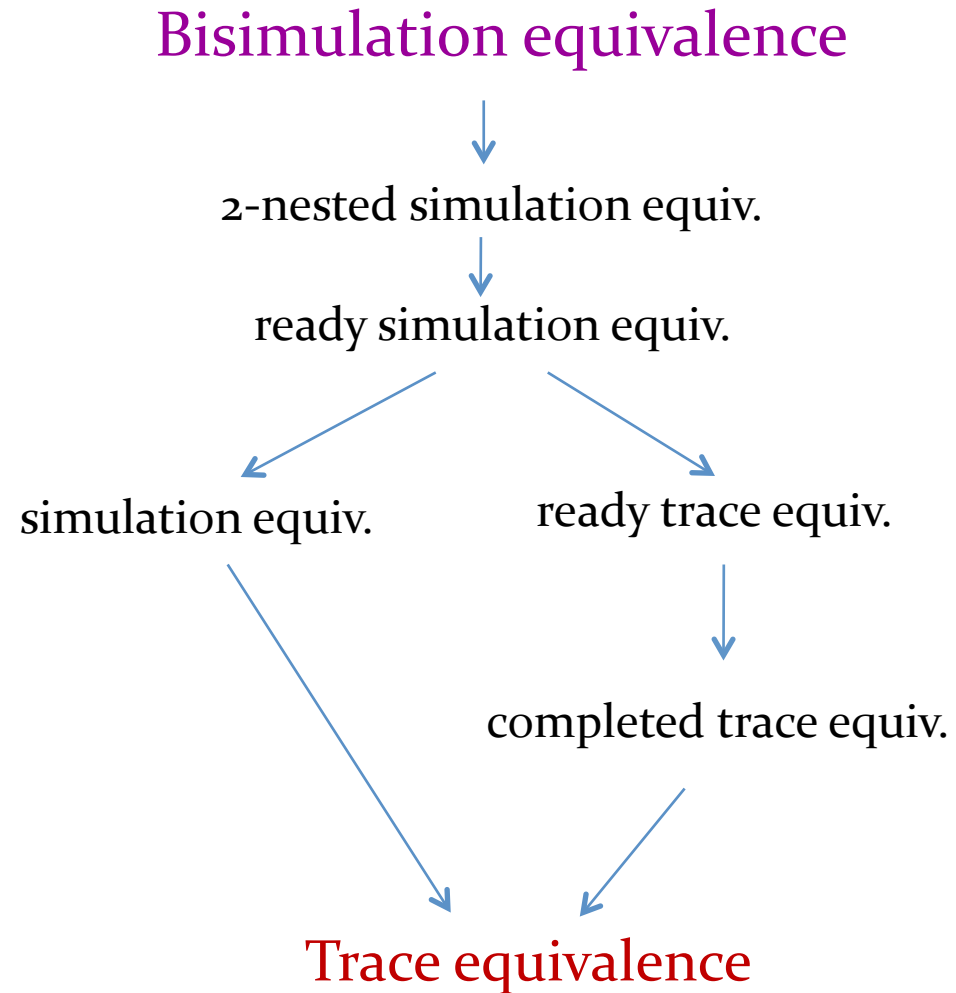 Bisimulation equivalence
2-nested simulation equiv.
ready simulation equiv.
simulation equiv.
ready trace equiv.
completed trace equiv.
Trace equivalence